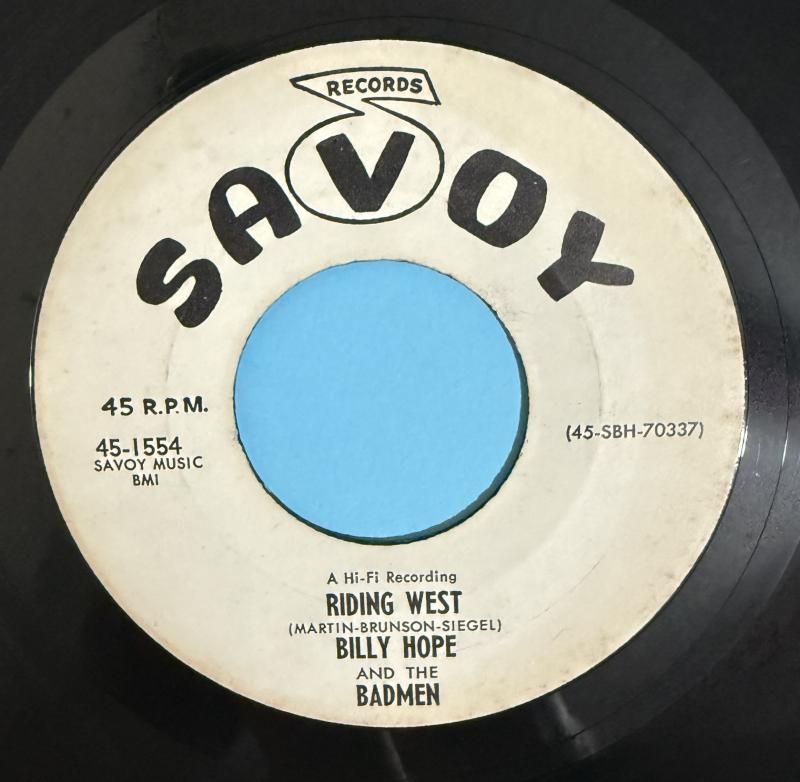 RECORDS
SAVOY
45 R.P.M.
45-1554
SAVOY MUSIC
BMI
(45-SBH-70337)
A Hi-Fi Recording
RIDING WEST
(MARTIN-BRUNSON-SIEGEL)
BILLY HOPE
AND THE
BADMEN